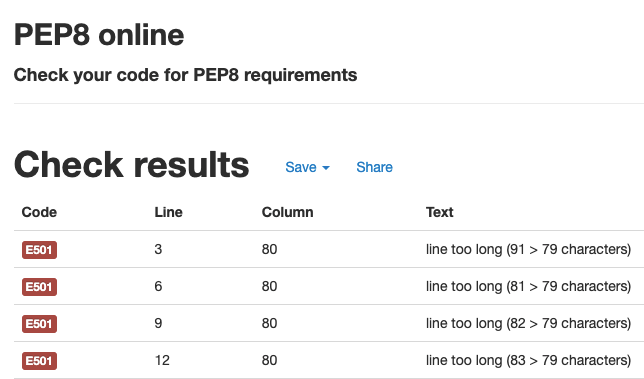 PEP8 online
Check your code for PEP8 requirements
Check results Save Share
Code Line Column Text
E501 3 80 line too long (91 > 79 characters)
E501 6 80 line too long (81 > 79 characters)
E501 9 80 line too long (82 > 79 characters)
E501 12 80 line too long (83 > 79 characters)